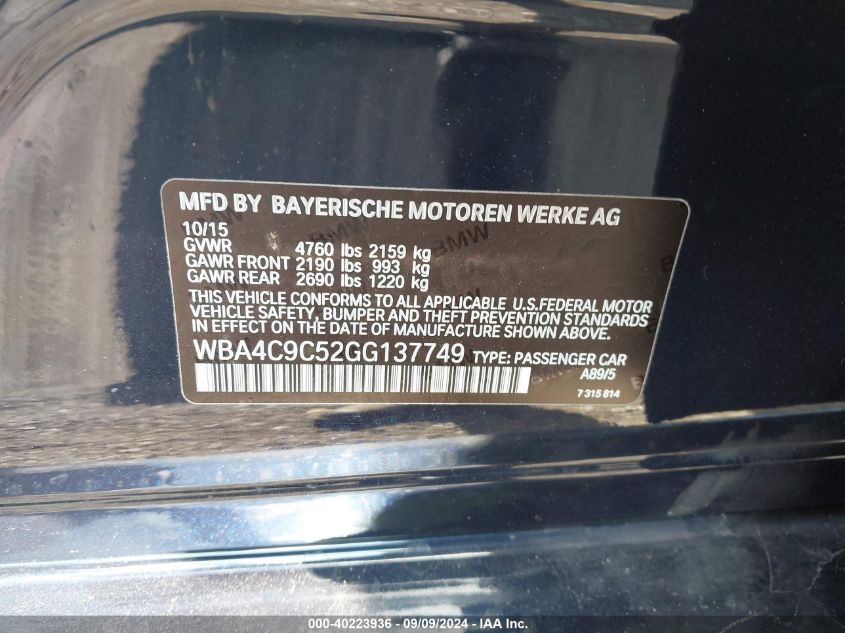 MFD BY BAYERISCHE MOTOREN WERKE AG
10/15
GVWR 4760 lbs 2159 kg
GAWR FRONT 2190 lbs 993 kg
GAWR REAR 2690 lbs 1220 kg
THIS VEHICLE CONFORMS TO ALL APPLICABLE U.S.FEDERAL MOTOR
VEHICLE SAFETY, BUMPER AND THEFT PREVENTION STANDARDS
IN EFFECT ON THE DATE OF MANUFACTURE SHOWN ABOVE.
WBA4C9C52GG137749 TYPE: PASSENGER CAR
A89/5
7 315 814
BMW
000-40223936 - 09/09/2024 - IAAI.com